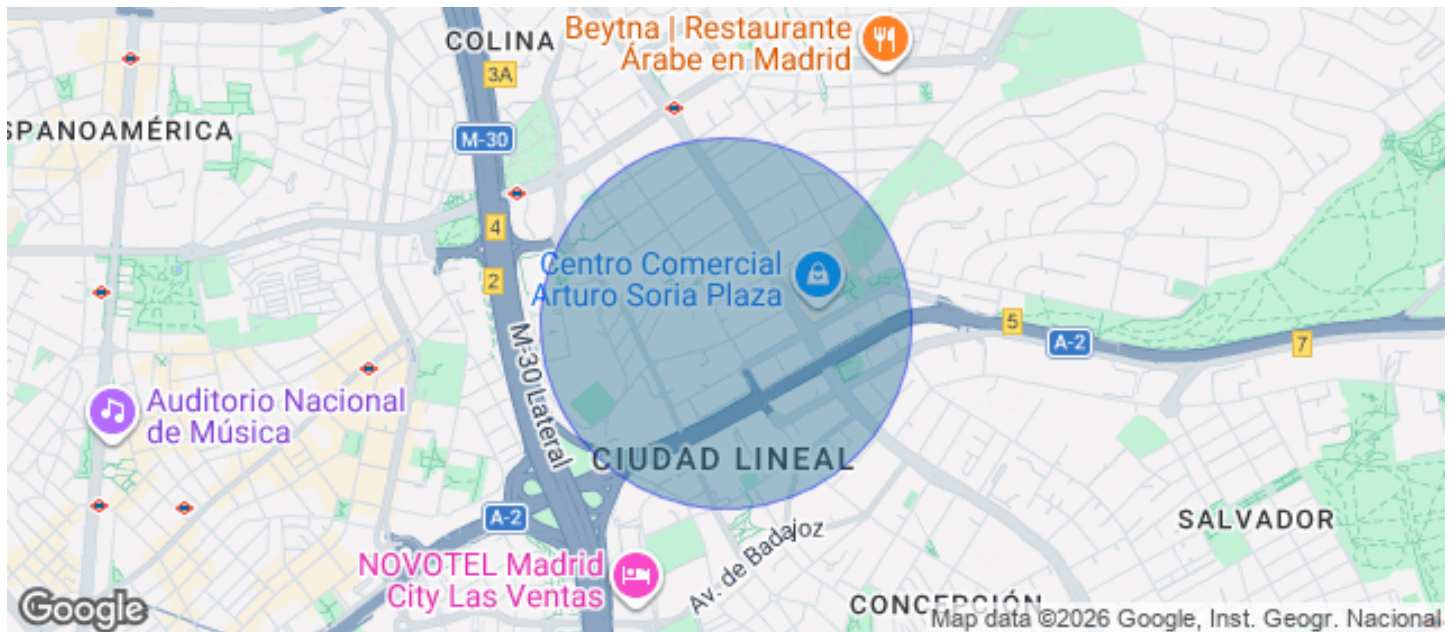 COLINA
Beytna | Restaurante
Árabe en Madrid
3A
SPANOAMÉRICA
M-30
4
2
Centro Comercial
Arturo Soria Plaza
5
A-2
7
M-30 Lateral
Auditorio Nacional
de Música
CIUDAD LINEAL
A-2
SALVADOR
Av. de Badajoz
NOVOTEL Madrid
City Las Ventas
CONCEPCIÓN
Google
Map data ©2026 Google, Inst. Geogr. Nacional